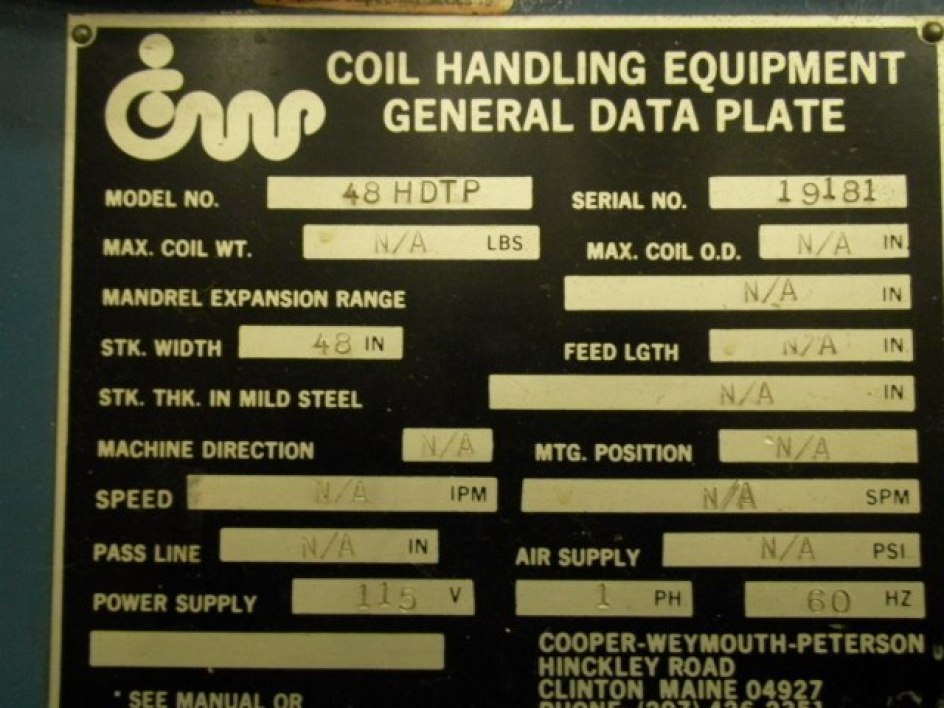 COIL HANDLING EQUIPMENT
GENERAL DATA PLATE
MODEL NO. 48 HDTP SERIAL NO. 19181
MAX. COIL WT. N/A LBS MAX. COIL O.D. N/A IN.
MANDREL EXPANSION RANGE N/A IN
STK. WIDTH 48 IN FEED LGTH N/A IN
STK. THK. IN MILD STEEL N/A IN
MACHINE DIRECTION N/A MTG. POSITION N/A
SPEED N/A IPM N/A SPM
PASS LINE N/A IN AIR SUPPLY N/A PSI
POWER SUPPLY 115 V 1 PH 60 HZ
COOPER-WEYMOUTH-PETERSON
HINCKLEY ROAD
CLINTON MAINE 04927
SEE MANUAL OR
PHONE (207)